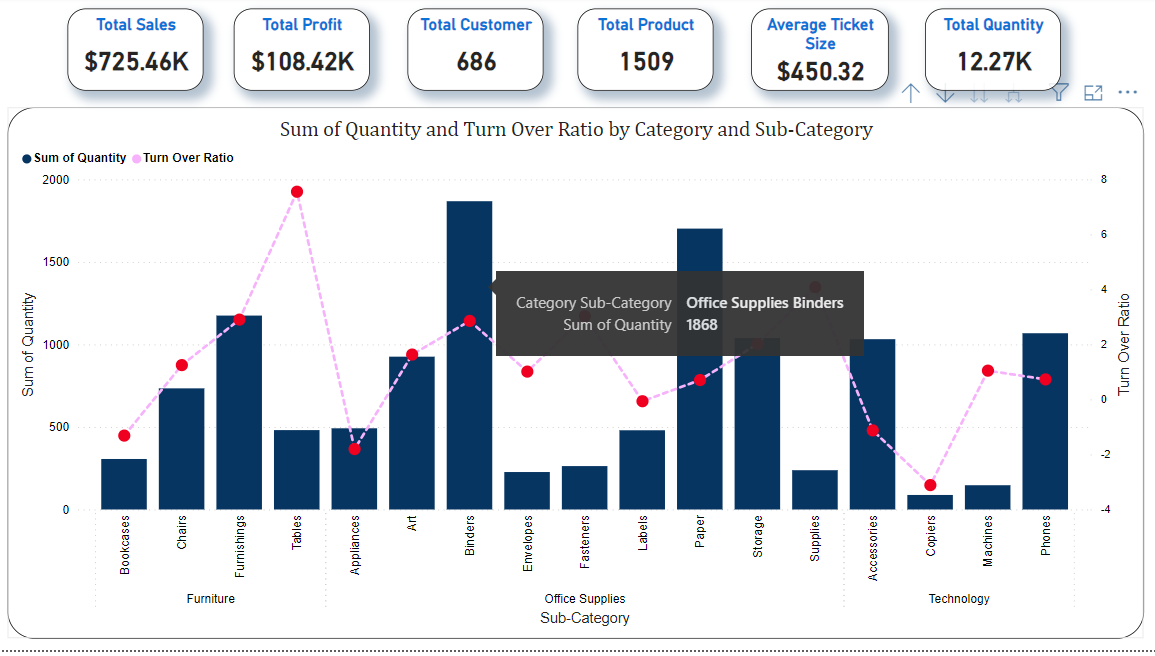 Total Sales
$725.46K
Total Profit
$108.42K
Total Customer
686
Total Product
1509
Average Ticket
Size
$450.32
Total Quantity
12.27K
Sum of Quantity and Turn Over Ratio by Category and Sub-Category
Sum of Quantity Turn Over Ratio
2000
1500
1000
500
0
Sum of Quantity
8
6
4
2
0
-2
-4
Turn Over Ratio
Category Sub-Category Office Supplies Binders
Sum of Quantity 1868
Bookcases
Chairs
Furnishings
Tables
Appliances
Art
Binders
Envelopes
Fasteners
Labels
Paper
Storage
Supplies
Accessories
Copiers
Machines
Phones
Furniture
Office Supplies
Technology
Sub-Category